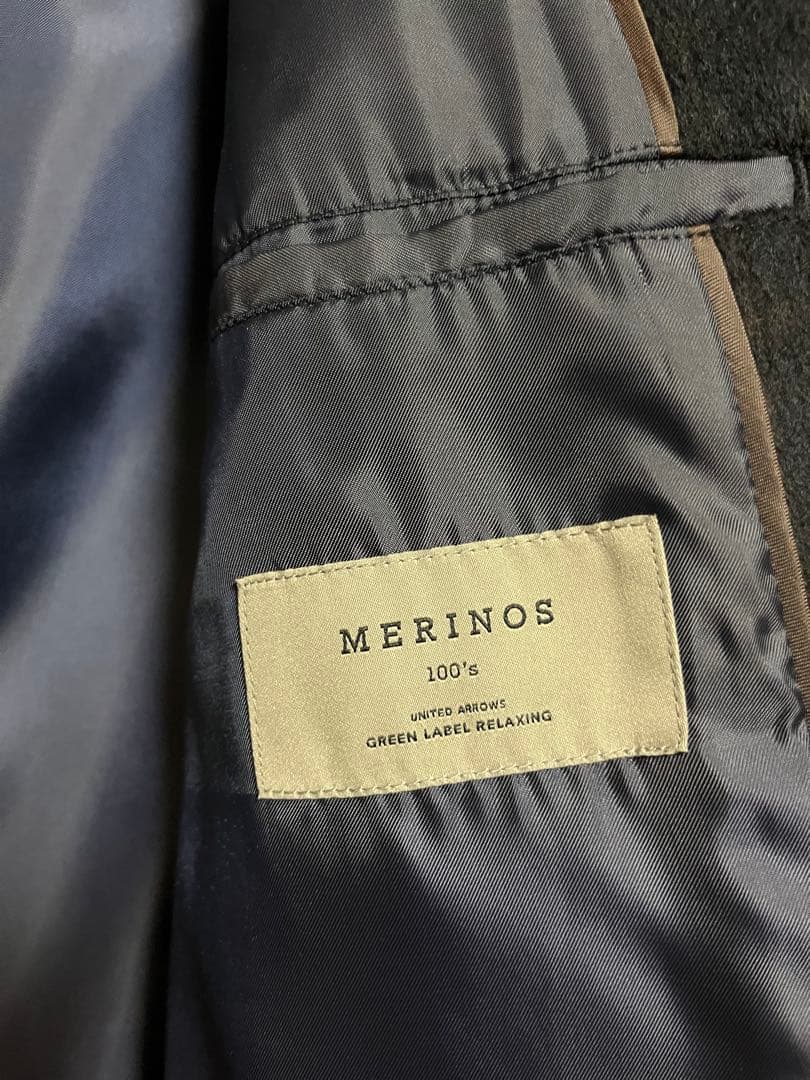 MERINOS
100's
UNITED ARROWS
GREEN LABEL RELAXING